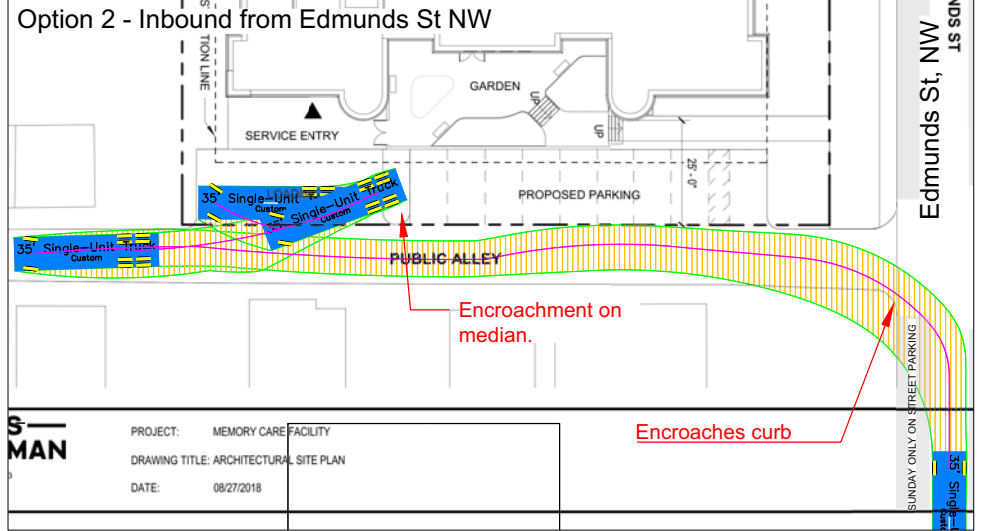 Option 2 - Inbound from Edmunds St NW
TION LINE
NDS ST
Edmunds St, NW
GARDEN
UP
SERVICE ENTRY
UP
25' - 0"
PROPOSED PARKING
35' Single-Unit Truck
Custom
35' Single-Unit Truck
Custom
35' Single-Unit Truck
Custom
PUBLIC ALLEY
Encroachment on
median.
SUNDAY ONLY ON STREET PARKING
Encroaches curb
35' Single-
S—
MAN
PROJECT: MEMORY CARE FACILITY
DRAWING TITLE: ARCHITECTURAL SITE PLAN
DATE: 08/27/2018